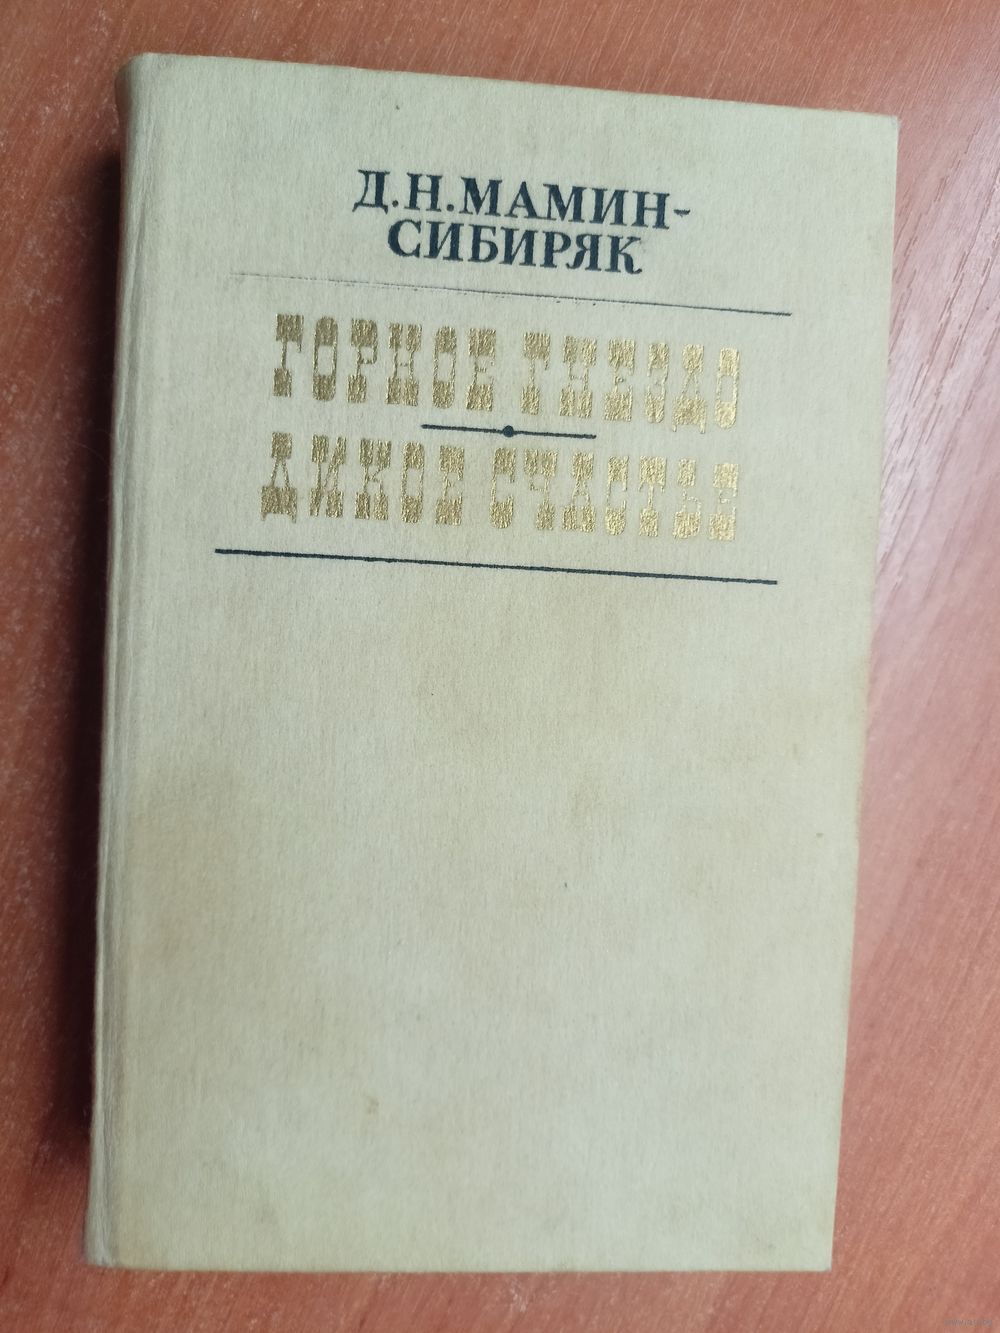 Д.Н.МАМИН-
СИБИРЯК
ГОРНОЕ ГНЕЗДО
ДИКОЕ СЧАСТЬЕ